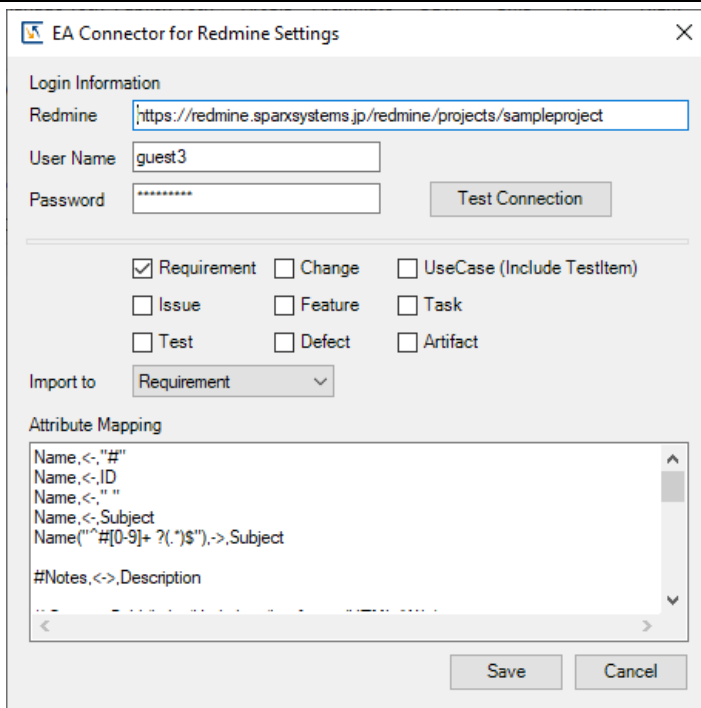 EA Connector for Redmine Settings
Login Information
Redmine https://redmine.sparxsystems.jp/redmine/projects/sampleproject
User Name guest3
Password *********
Test Connection
Requirement Change UseCase (Include TestItem)
Issue Feature Task
Test Defect Artifact
Import to Requirement
Attribute Mapping
Name,<-,"#"
Name,<-,ID
Name,<-," "
Name,<-,Subject
Name("^#[0-9]+ ?(.*)$"),->,Subject
#Notes,<->,Description
Save Cancel